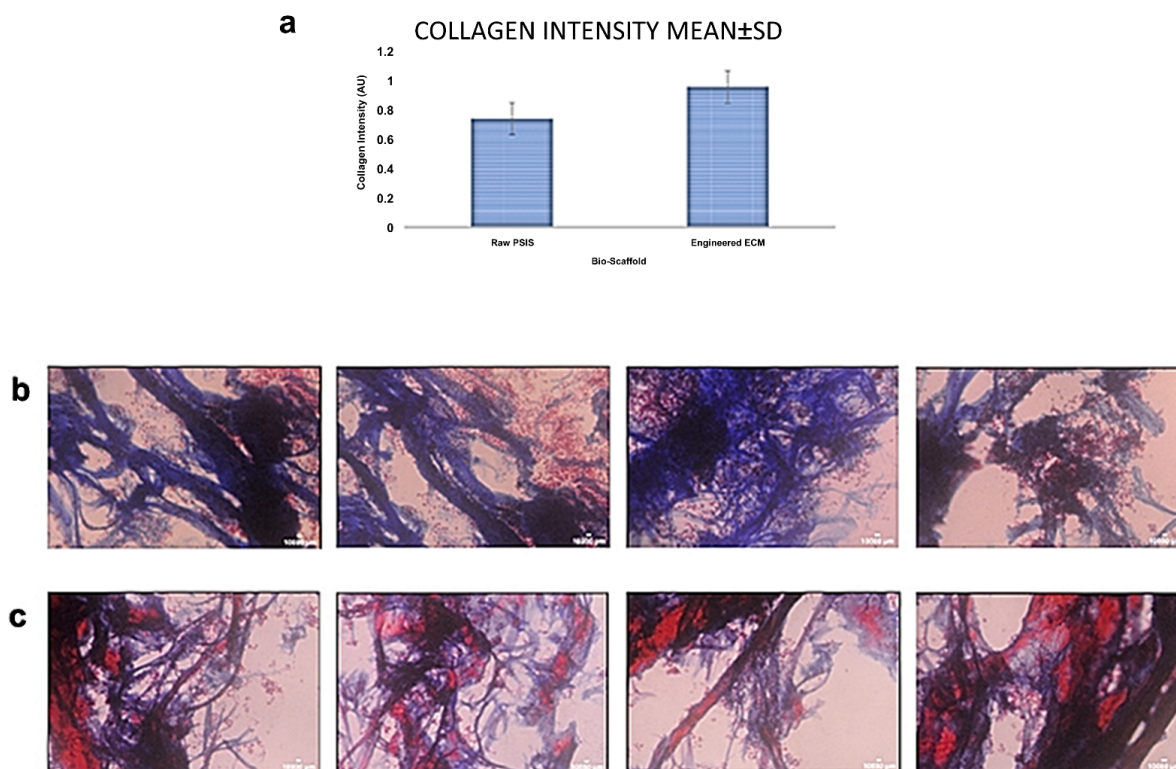 a
COLLAGEN INTENSITY MEAN±SD
1.2
1
0.8
0.6
0.4
0.2
0
Collagen Intensity (AU)
Raw PSIS
Engineered ECM
Bio-Scaffold
b
c